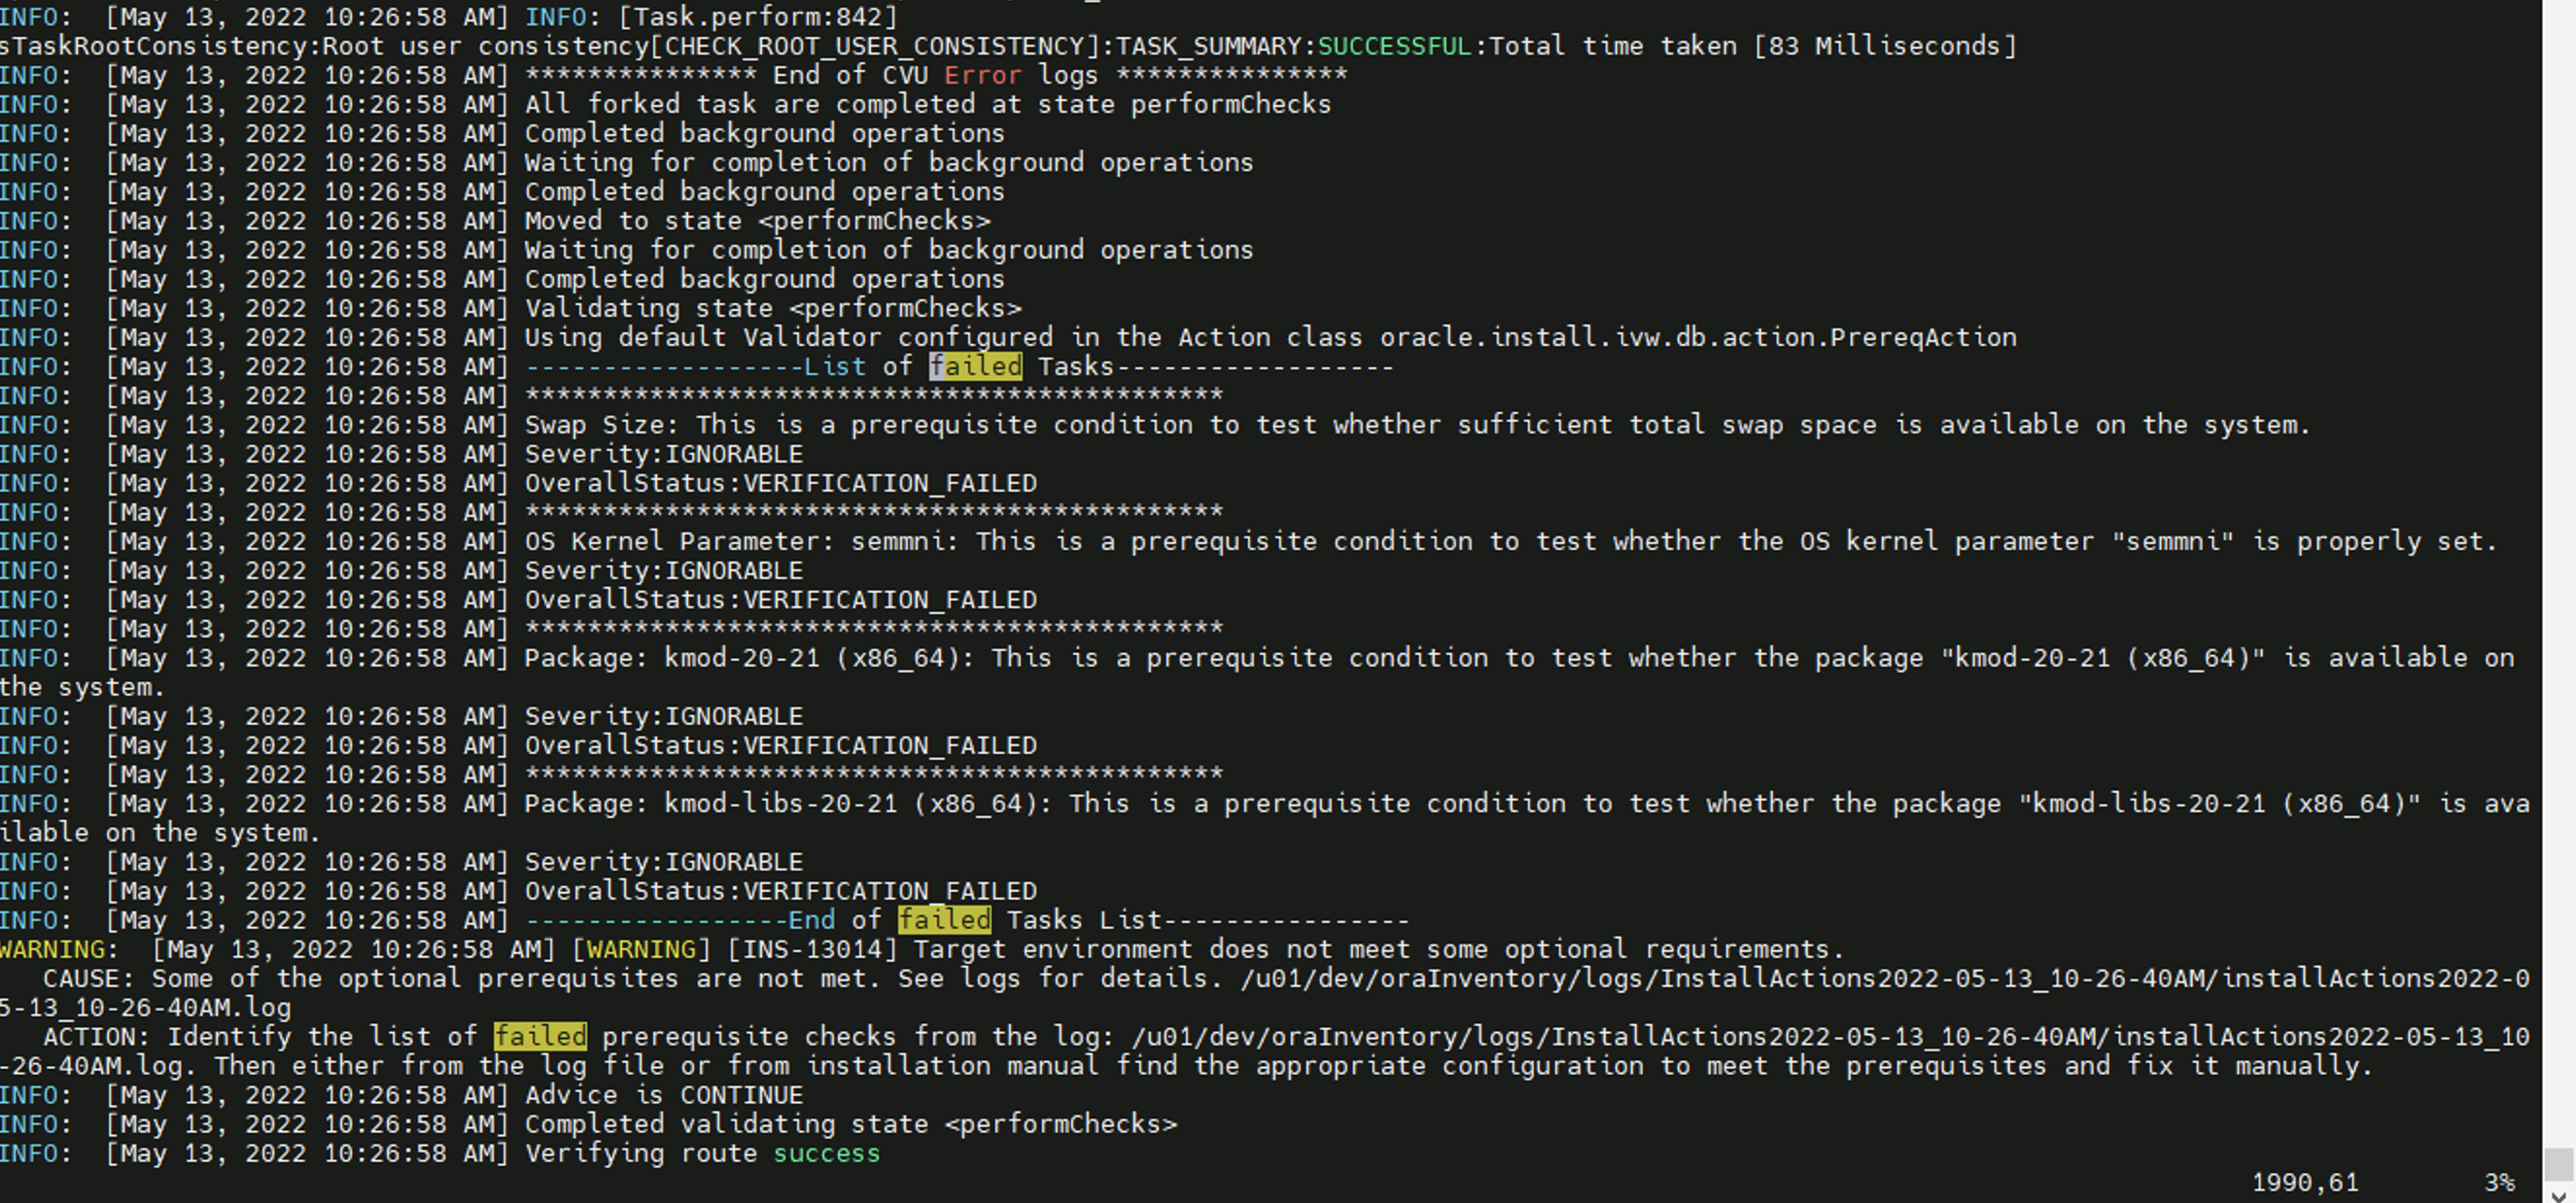 INFO:  [May 13, 2022 10:26:58 AM] INFO: [Task.perform:842]
sTaskRootConsistency:Root user consistency[CHECK_ROOT_USER_CONSISTENCY]:TASK_SUMMARY:SUCCESSFUL:Total time taken [83 Milliseconds]
INFO:  [May 13, 2022 10:26:58 AM] *************** End of CVU Error logs ***************
INFO:  [May 13, 2022 10:26:58 AM] All forked task are completed at state performChecks
INFO:  [May 13, 2022 10:26:58 AM] Completed background operations
INFO:  [May 13, 2022 10:26:58 AM] Waiting for completion of background operations
INFO:  [May 13, 2022 10:26:58 AM] Completed background operations
INFO:  [May 13, 2022 10:26:58 AM] Moved to state <performChecks>
INFO:  [May 13, 2022 10:26:58 AM] Waiting for completion of background operations
INFO:  [May 13, 2022 10:26:58 AM] Completed background operations
INFO:  [May 13, 2022 10:26:58 AM] Validating state <performChecks>
INFO:  [May 13, 2022 10:26:58 AM] Using default Validator configured in the Action class oracle.install.ivw.db.action.PrereqAction
INFO:  [May 13, 2022 10:26:58 AM] ------------------List of failed Tasks------------------
INFO:  [May 13, 2022 10:26:58 AM] *********************************************
INFO:  [May 13, 2022 10:26:58 AM] Swap Size: This is a prerequisite condition to test whether sufficient total swap space is available on the system.
INFO:  [May 13, 2022 10:26:58 AM] Severity:IGNORABLE
INFO:  [May 13, 2022 10:26:58 AM] OverallStatus:VERIFICATION_FAILED
INFO:  [May 13, 2022 10:26:58 AM] *********************************************
INFO:  [May 13, 2022 10:26:58 AM] OS Kernel Parameter: semmni: This is a prerequisite condition to test whether the OS kernel parameter "semmni" is properly set.
INFO:  [May 13, 2022 10:26:58 AM] Severity:IGNORABLE
INFO:  [May 13, 2022 10:26:58 AM] OverallStatus:VERIFICATION_FAILED
INFO:  [May 13, 2022 10:26:58 AM] *********************************************
INFO:  [May 13, 2022 10:26:58 AM] Package: kmod-20-21 (x86_64): This is a prerequisite condition to test whether the package "kmod-20-21 (x86_64)" is available on
the system.
INFO:  [May 13, 2022 10:26:58 AM] Severity:IGNORABLE
INFO:  [May 13, 2022 10:26:58 AM] OverallStatus:VERIFICATION_FAILED
INFO:  [May 13, 2022 10:26:58 AM] *********************************************
INFO:  [May 13, 2022 10:26:58 AM] Package: kmod-libs-20-21 (x86_64): This is a prerequisite condition to test whether the package "kmod-libs-20-21 (x86_64)" is ava
ilable on the system.
INFO:  [May 13, 2022 10:26:58 AM] Severity:IGNORABLE
INFO:  [May 13, 2022 10:26:58 AM] OverallStatus:VERIFICATION_FAILED
INFO:  [May 13, 2022 10:26:58 AM] -----------------End of failed Tasks List----------------
WARNING:  [May 13, 2022 10:26:58 AM] [WARNING] [INS-13014] Target environment does not meet some optional requirements.
   CAUSE: Some of the optional prerequisites are not met. See logs for details. /u01/dev/oraInventory/logs/InstallActions2022-05-13_10-26-40AM/installActions2022-0
5-13_10-26-40AM.log
   ACTION: Identify the list of failed prerequisite checks from the log: /u01/dev/oraInventory/logs/InstallActions2022-05-13_10-26-40AM/installActions2022-05-13_10
-26-40AM.log. Then either from the log file or from installation manual find the appropriate configuration to meet the prerequisites and fix it manually.
INFO:  [May 13, 2022 10:26:58 AM] Advice is CONTINUE
INFO:  [May 13, 2022 10:26:58 AM] Completed validating state <performChecks>
INFO:  [May 13, 2022 10:26:58 AM] Verifying route success
1990,61        3%